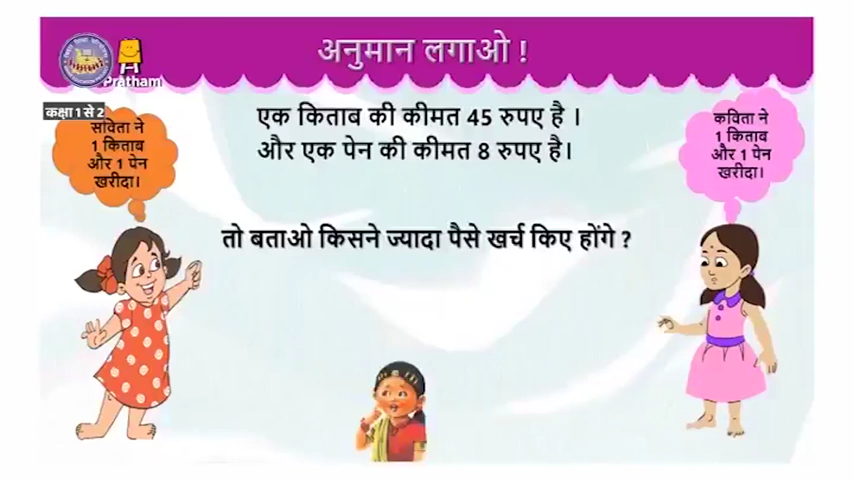 अनुमान लगाओ !
Pratham
कक्षा 1 से 2
एक किताब की कीमत 45 रुपए है ।
और एक पेन की कीमत 8 रुपए है।
सविता ने
1 किताब
और 1 पेन
खरीदा।
कविता ने
1 किताब
और 1 पेन
खरीदा।
तो बताओ किसने ज्यादा पैसे खर्च किए होंगे ?